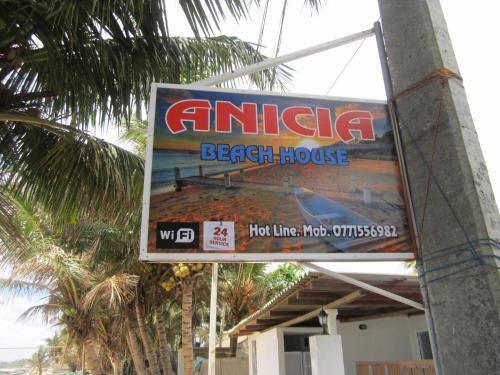 ANICIA
BEACH HOUSE
WiFi
24
HOUR
SERVICE
Hot Line. Mob. 0771556982